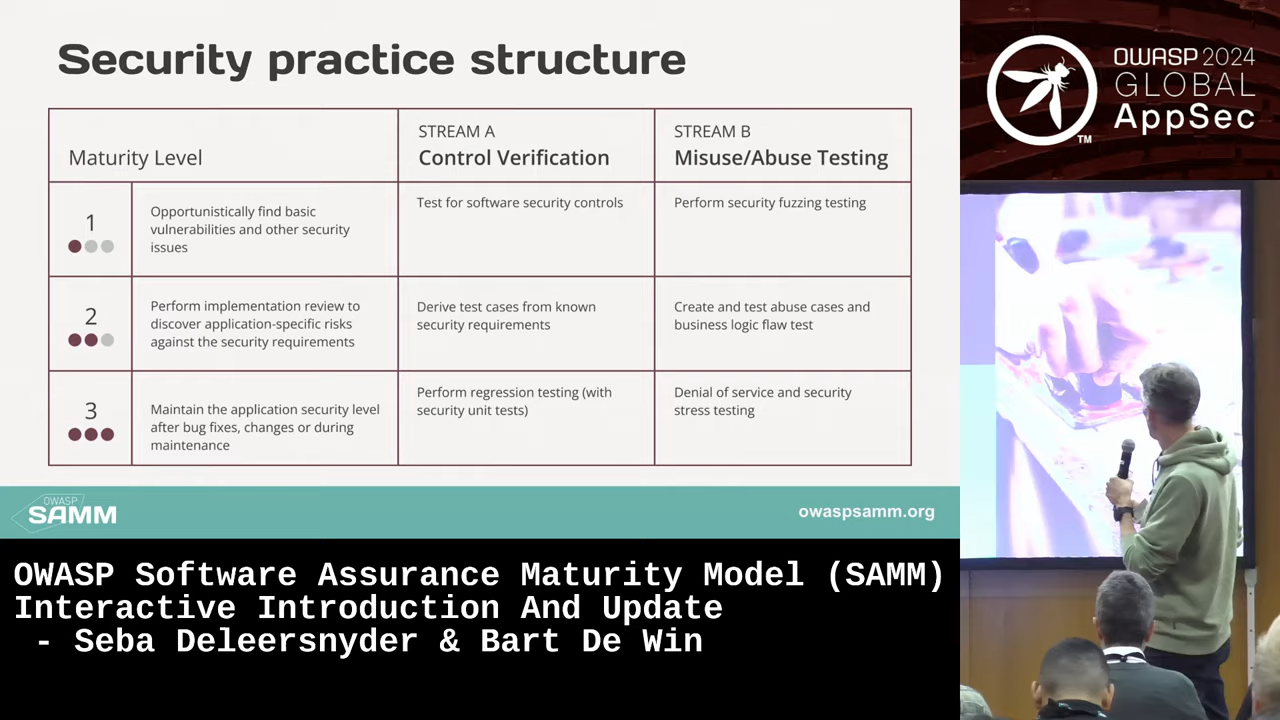 Security practice structure
Maturity Level
STREAM A
Control Verification
STREAM B
Misuse/Abuse Testing
1
Opportunistically find basic
vulnerabilities and other security
issues
Test for software security controls
Perform security fuzzing testing
2
Perform implementation review to
discover application-specific risks
against the security requirements
Derive test cases from known
security requirements
Create and test abuse cases and
business logic flaw test
3
Maintain the application security level
after bug fixes, changes or during
maintenance
Perform regression testing (with
security unit tests)
Denial of service and security
stress testing
OWASP
SAMM
owaspsamm.org
OWASP Software Assurance Maturity Model (SAMM)
Interactive Introduction And Update
- Seba Deleersnyder & Bart De Win
OWASP 2024
GLOBAL
AppSec
TM